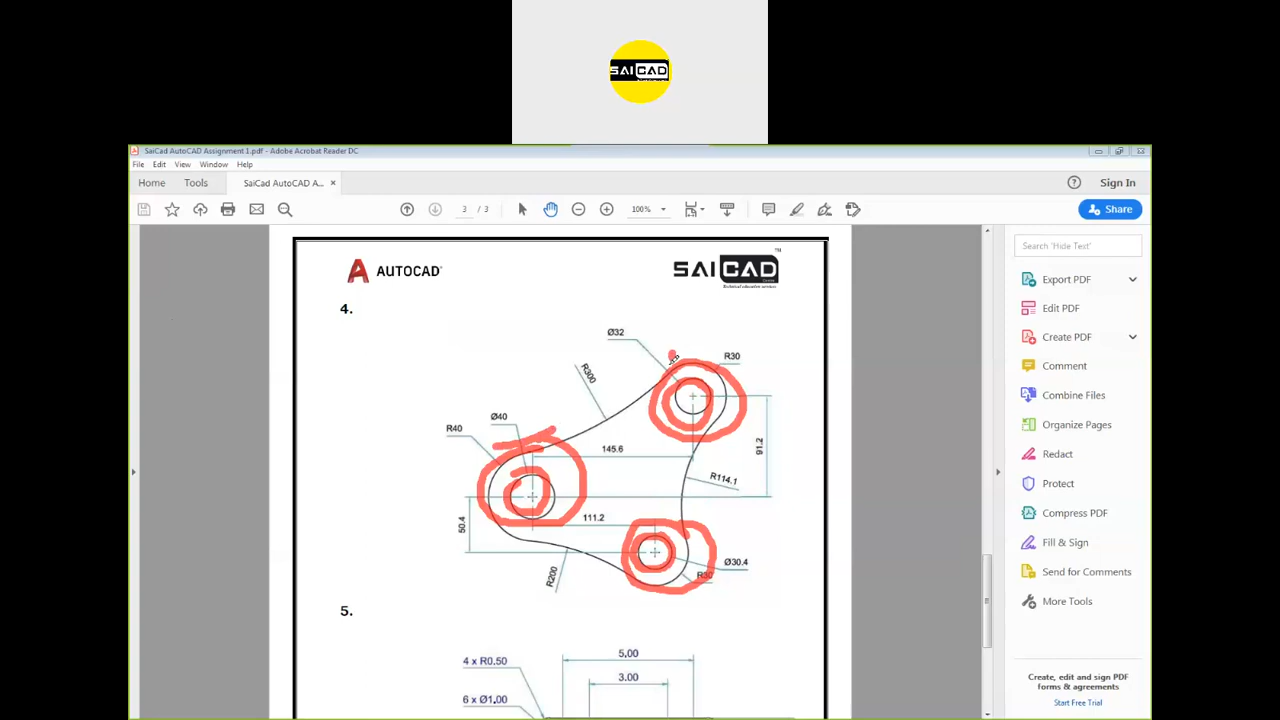 SAICAD
SaiCad AutoCAD Assignment 1.pdf - Adobe Acrobat Reader DC
File Edit View Window Help
Home Tools SaiCad AutoCAD A... × Sign In
3 / 3 100% Share
AUTOCAD
SAICAD
TM
Technical education services
4.
Ø32
R30
R300
Ø40
R40
145.6
91.2
R114.1
111.2
50.4
Ø30.4
R30
R200
5.
5.00
4 x R0.50
3.00
6 x Ø1.00
Search 'Hide Text'
Export PDF
Edit PDF
Create PDF
Comment
Combine Files
Organize Pages
Redact
Protect
Compress PDF
Fill & Sign
Send for Comments
More Tools
Create, edit and sign PDF
forms & agreements
Start Free Trial